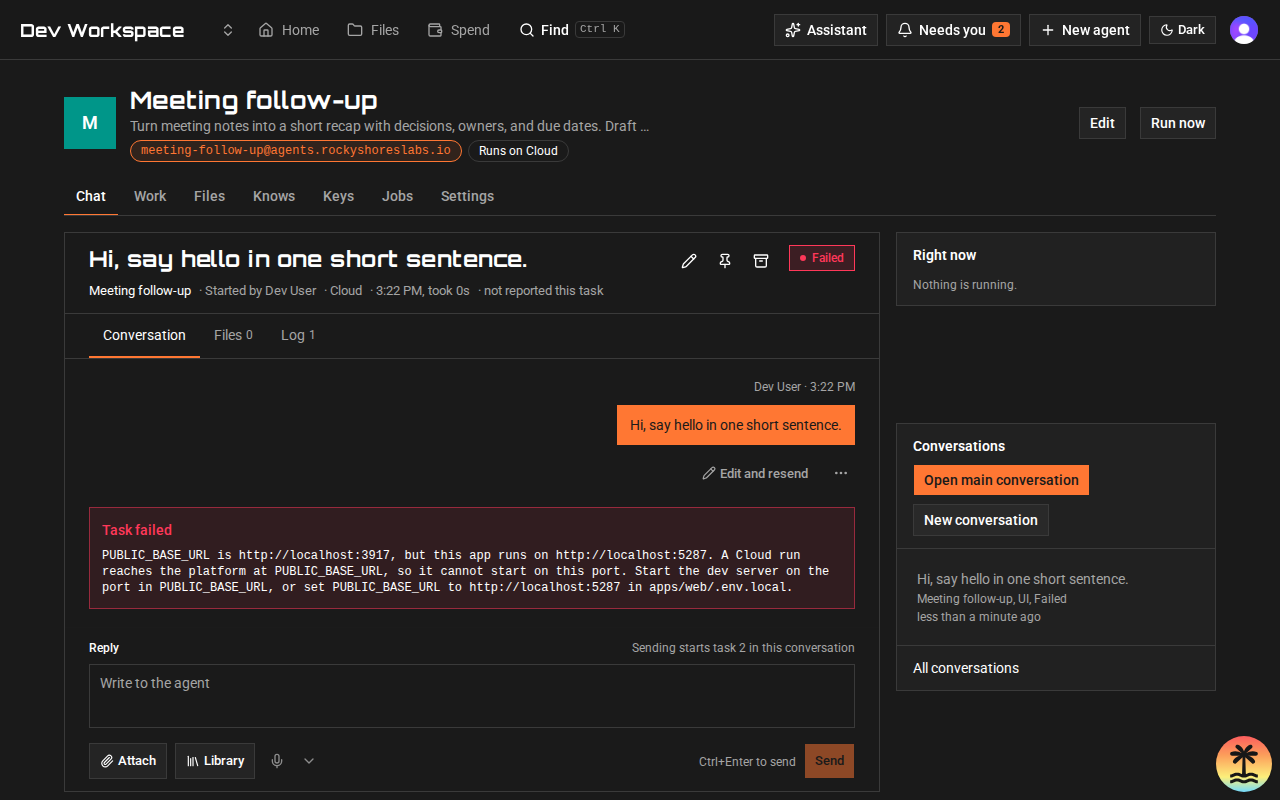 Dev Workspace
Home
Files
Spend
Find Ctrl K
Assistant
Needs you 2
New agent
Dark
M
Meeting follow-up
Turn meeting notes into a short recap with decisions, owners, and due dates. Draft ...
meeting-follow-up@agents.rockyshoreslabs.io
Runs on Cloud
Edit
Run now
Chat
Work
Files
Knows
Keys
Jobs
Settings
Hi, say hello in one short sentence.
Failed
Meeting follow-up · Started by Dev User · Cloud · 3:22 PM, took 0s · not reported this task
Conversation
Files 0
Log 1
Dev User · 3:22 PM
Hi, say hello in one short sentence.
Edit and resend
Task failed
PUBLIC_BASE_URL is http://localhost:3917, but this app runs on http://localhost:5287. A Cloud run
reaches the platform at PUBLIC_BASE_URL, so it cannot start on this port. Start the dev server on the
port in PUBLIC_BASE_URL, or set PUBLIC_BASE_URL to http://localhost:5287 in apps/web/.env.local.
Reply
Sending starts task 2 in this conversation
Write to the agent
Attach
Library
Ctrl+Enter to send
Send
Right now
Nothing is running.
Conversations
Open main conversation
New conversation
Hi, say hello in one short sentence.
Meeting follow-up, UI, Failed
less than a minute ago
All conversations